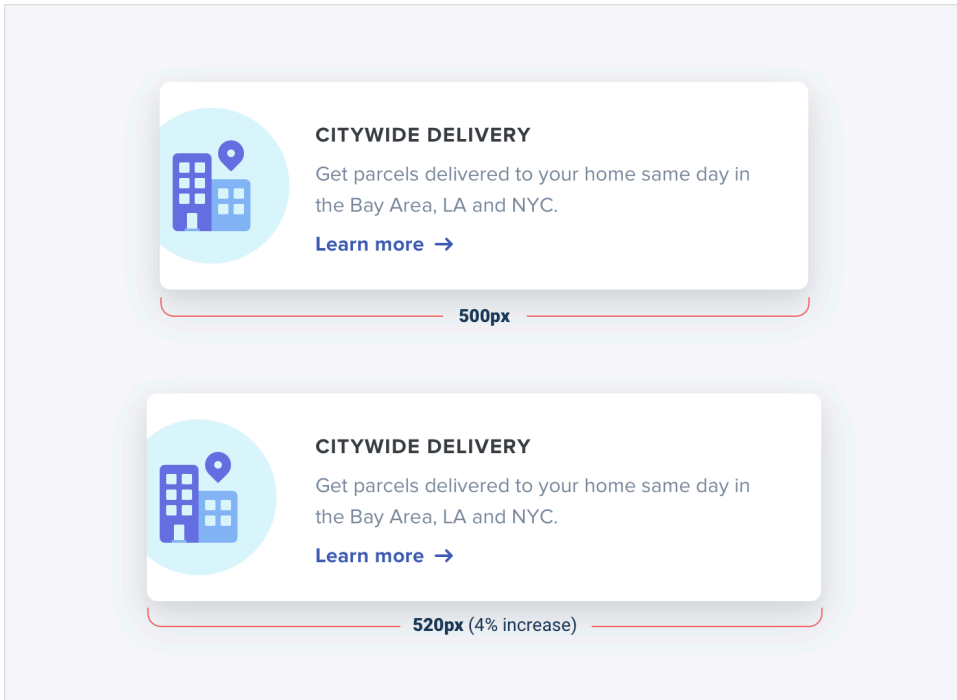 CITYWIDE DELIVERY
Get parcels delivered to your home same day in
the Bay Area, LA and NYC.
Learn more →
500px
CITYWIDE DELIVERY
Get parcels delivered to your home same day in
the Bay Area, LA and NYC.
Learn more →
520px (4% increase)